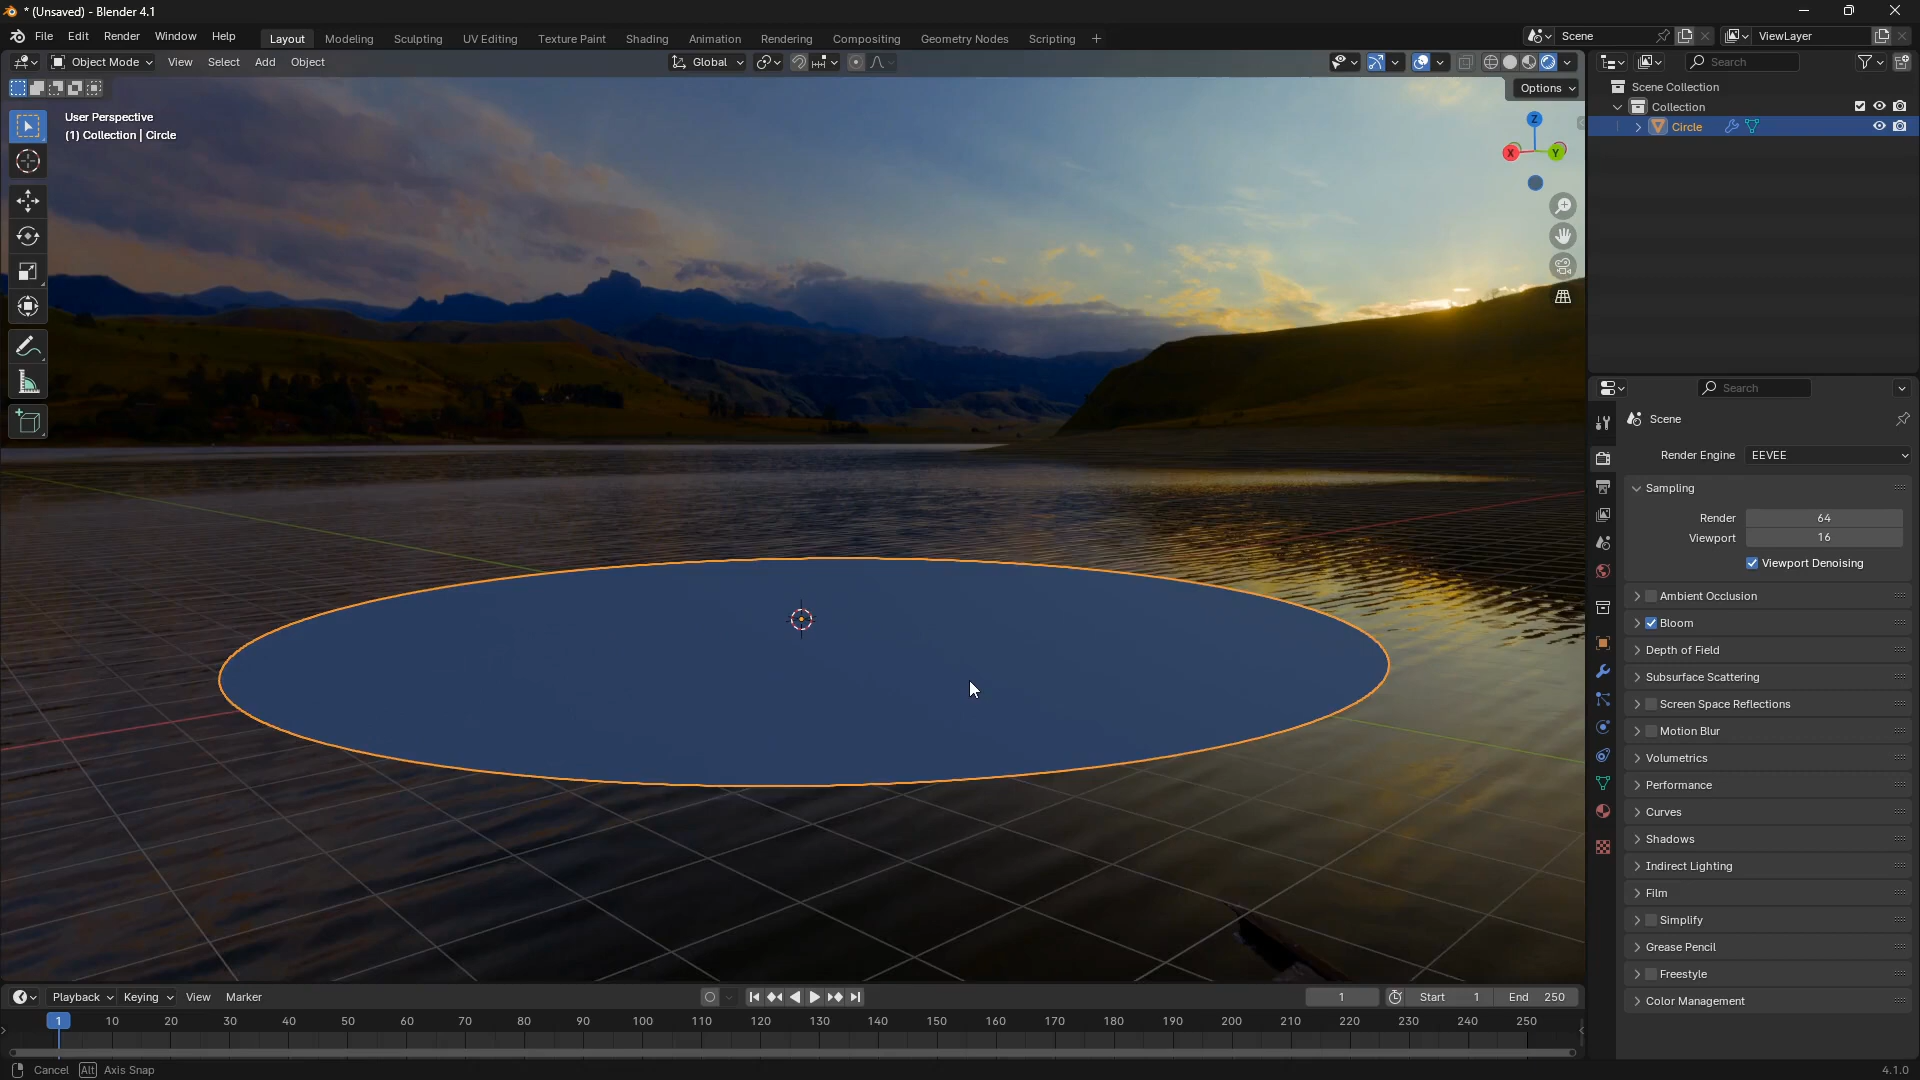 * (Unsaved) - Blender 4.1
File Edit Render Window Help Layout Modeling Sculpting UV Editing Texture Paint Shading Animation Rendering Compositing Geometry Nodes Scripting + Scene ViewLayer
Object Mode View Select Add Object Global Search
Options
User Perspective
(1) Collection | Circle
Z
X
Y
Scene Collection
Collection
Circle
Search
Scene
Render Engine EEVEE
Sampling
Render 64
Viewport 16
Viewport Denoising
Ambient Occlusion
Bloom
Depth of Field
Subsurface Scattering
Screen Space Reflections
Motion Blur
Volumetrics
Performance
Curves
Shadows
Indirect Lighting
Film
Simplify
Grease Pencil
Freestyle
Color Management
Playback Keying View Marker 1 Start 1 End 250
1 10 20 30 40 50 60 70 80 90 100 110 120 130 140 150 160 170 180 190 200 210 220 230 240 250
Cancel Alt Axis Snap 4.1.0